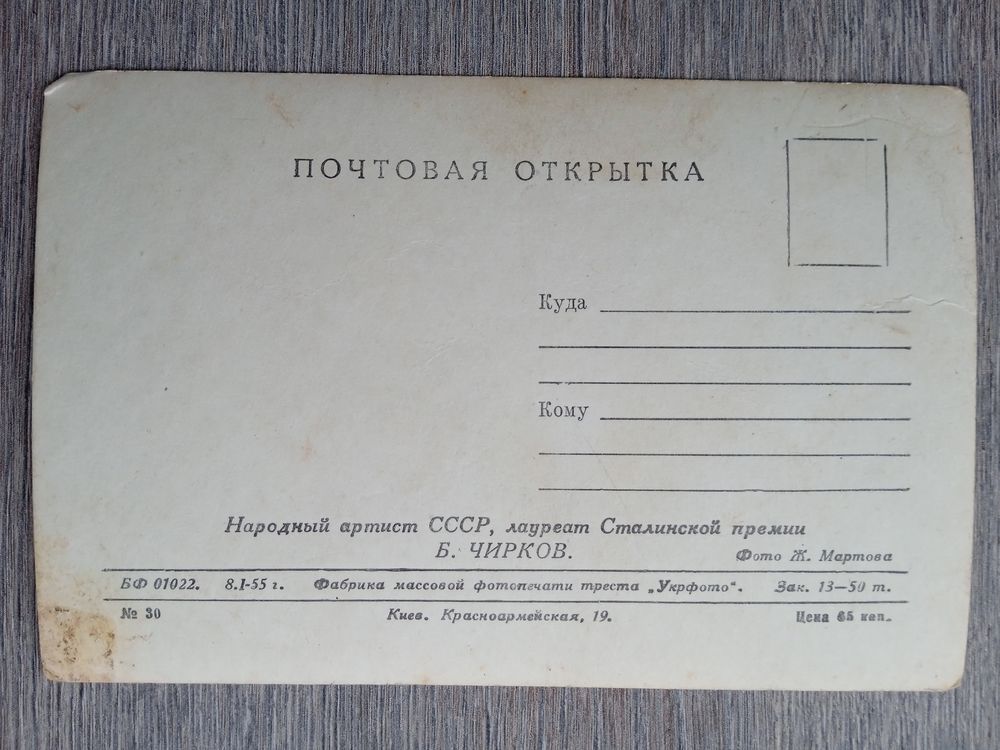 ПОЧТОВАЯ ОТКРЫТКА
Куда
Кому
Народный артист СССР, лауреат Сталинской премии
Б. ЧИРКОВ.
Фото Ж. Мартова
БФ 01022. 8.I-55 г. Фабрика массовой фотопечати треста „Укрфото“. Зак. 13—50 т.
№ 30 Киев. Красноармейская, 19. Цена 65 коп.